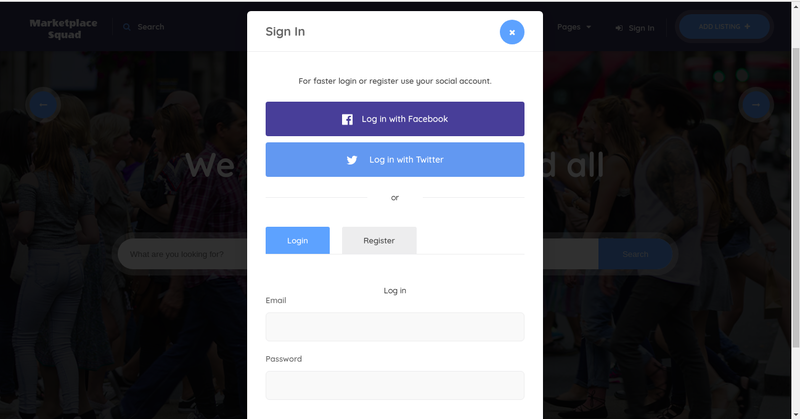 Marketplace
Squad
Search
Pages
Sign In
ADD LISTING
Sign In
For faster login or register use your social account.
Log in with Facebook
Log in with Twitter
or
Login
Register
Log in
Email
Password
We
d all
What are you looking for?
Search